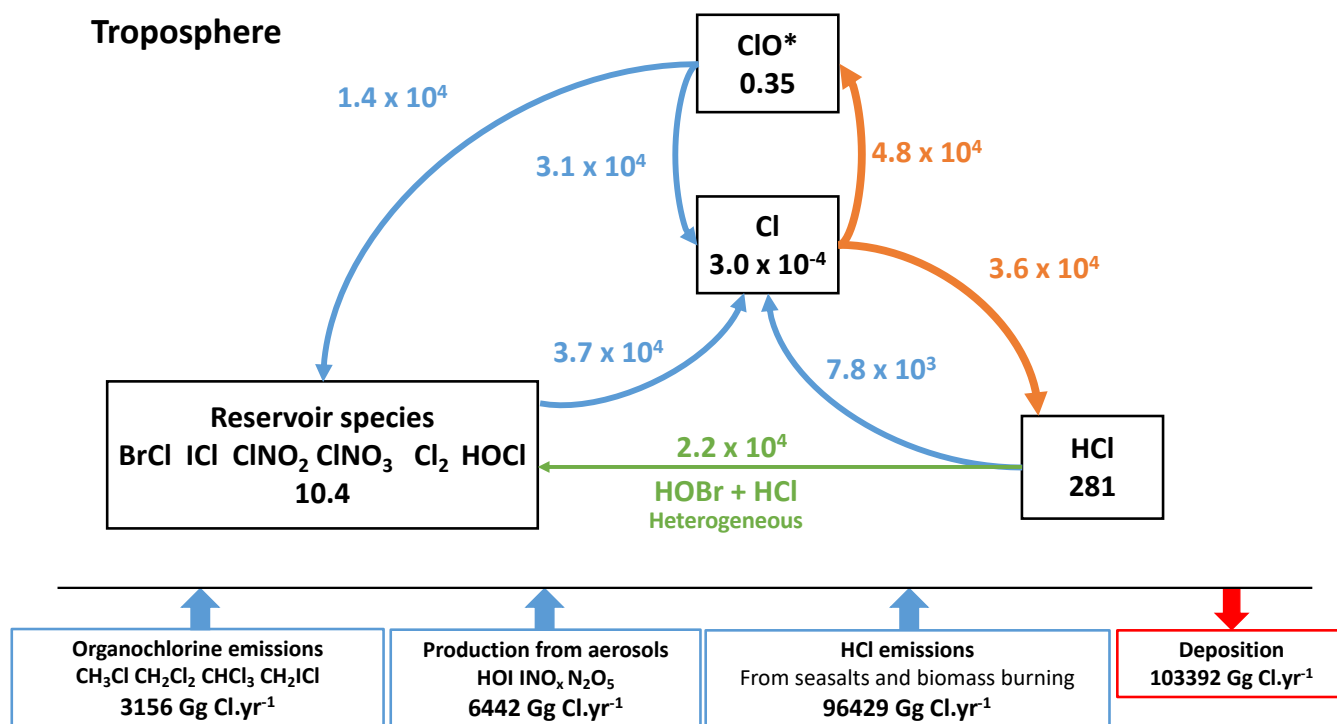 Troposphere
ClO*
0.35
1.4 x 10⁴
3.1 x 10⁴
4.8 x 10⁴
Cl
3.0 x 10⁻⁴
3.6 x 10⁴
3.7 x 10⁴
7.8 x 10³
Reservoir species
BrCl ICl ClNO₂ ClNO₃ Cl₂ HOCl
10.4
2.2 x 10⁴
HOBr + HCl
Heterogeneous
HCl
281
Organochlorine emissions
CH₃Cl CH₂Cl₂ CHCl₃ CH₂ICl
3156 Gg Cl.yr⁻¹
Production from aerosols
HOI INOₓ N₂O₅
6442 Gg Cl.yr⁻¹
HCl emissions
From seasalts and biomass burning
96429 Gg Cl.yr⁻¹
Deposition
103392 Gg Cl.yr⁻¹